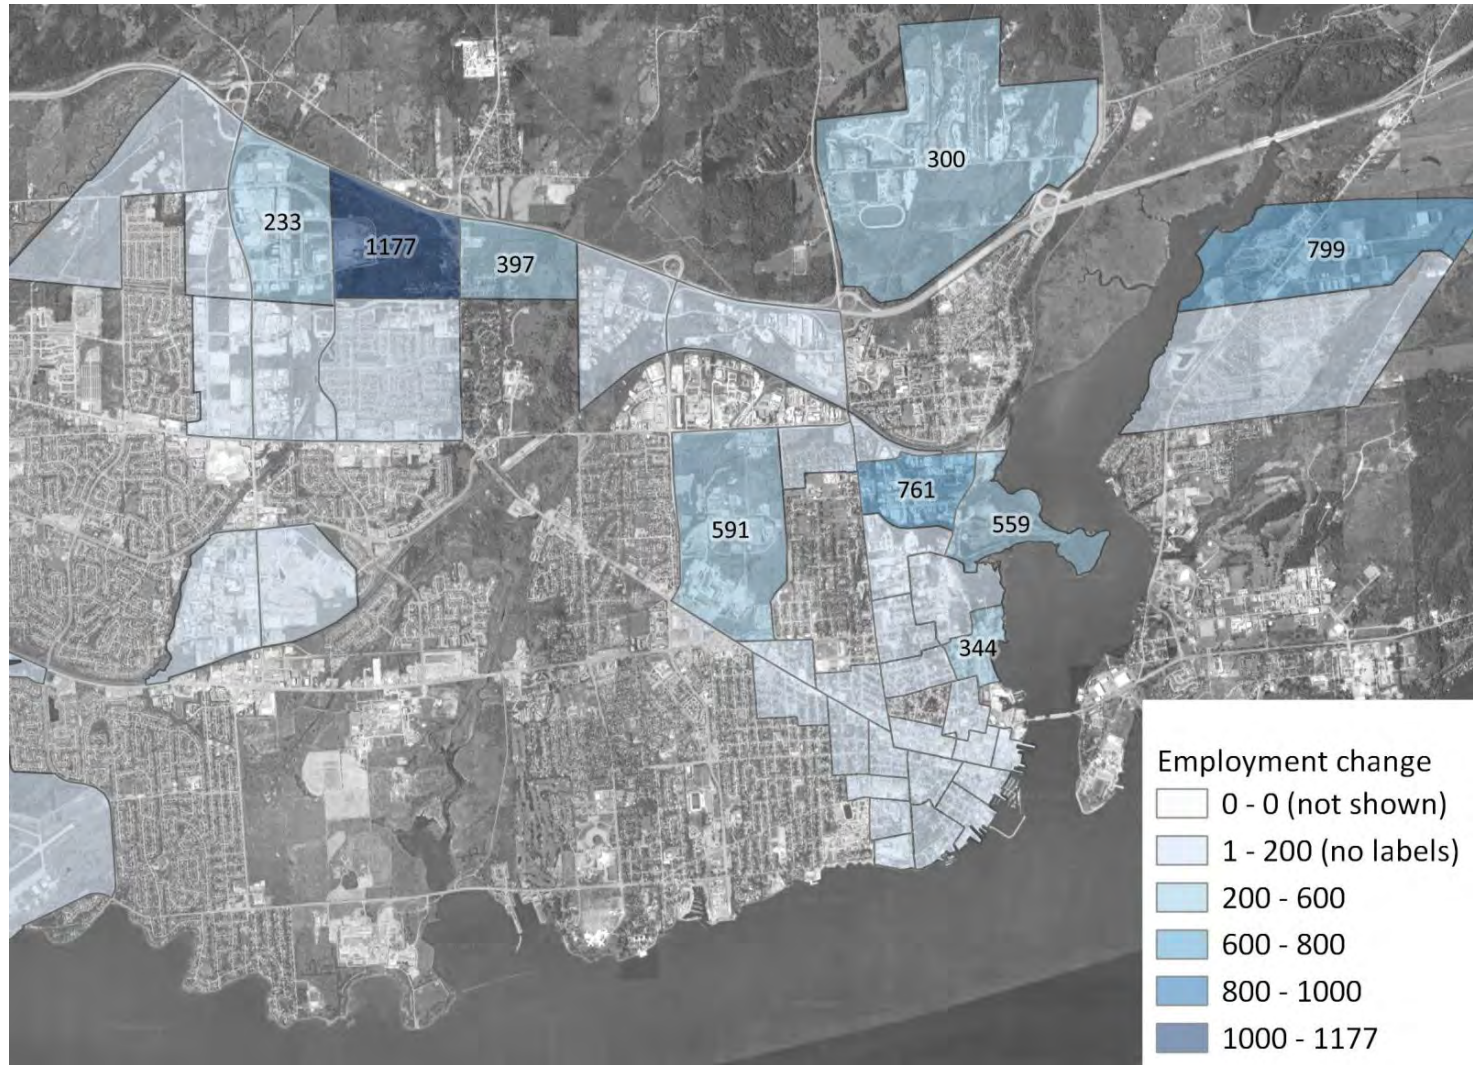 300
233
1177
397
799
761
591
559
344
Employment change
0 - 0 (not shown)
1 - 200 (no labels)
200 - 600
600 - 800
800 - 1000
1000 - 1177